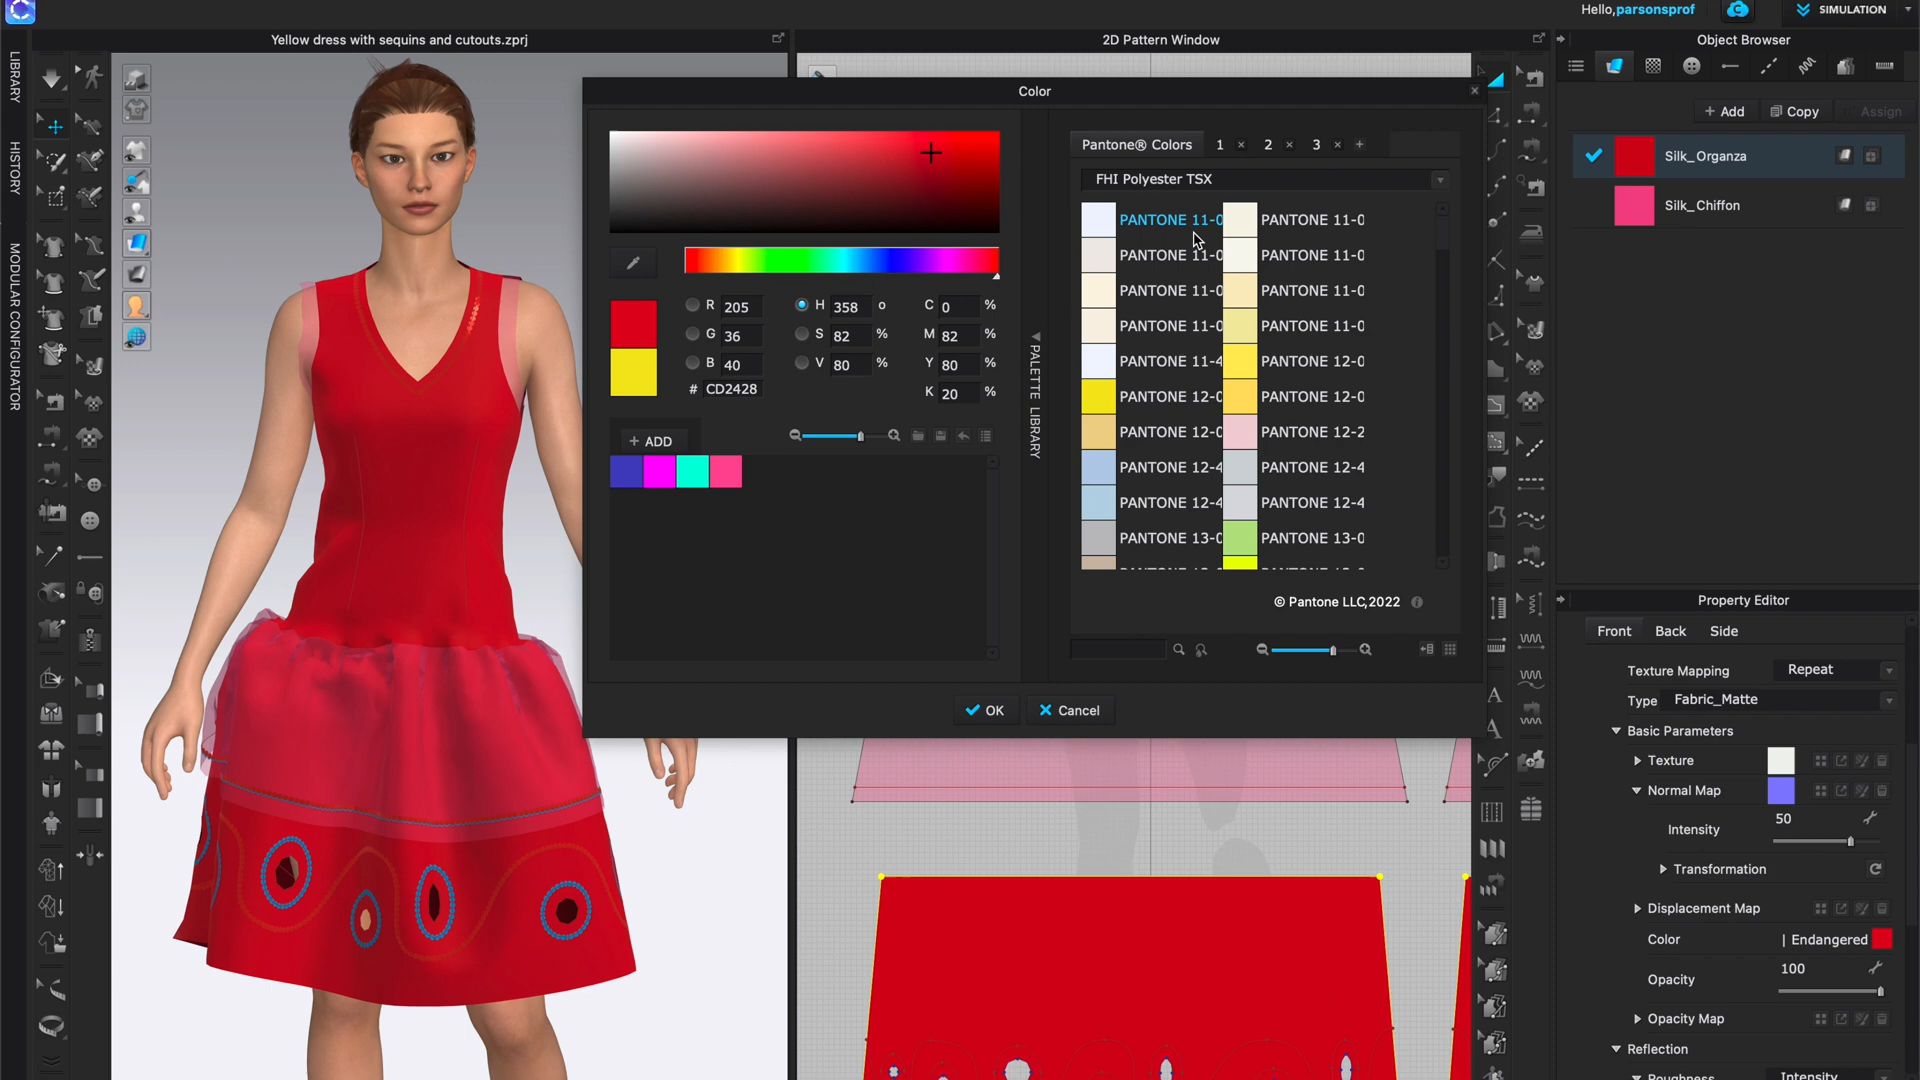 Hello,parsonsprof
SIMULATION
LIBRARY
HISTORY
MODULAR CONFIGURATOR
Yellow dress with sequins and cutouts.zprj
2D Pattern Window
Object Browser
+ Add
Copy
Assign
Silk_Organza
Silk_Chiffon
Color
R 205
G 36
B 40
# CD2428
H 358 o
S 82 %
V 80 %
C 0 %
M 82 %
Y 80 %
K 20 %
+ ADD
PALETTE LIBRARY
Pantone® Colors 1 × 2 × 3 × +
FHI Polyester TSX
PANTONE 11-0 PANTONE 11-0
PANTONE 11-0 PANTONE 11-0
PANTONE 11-0 PANTONE 11-0
PANTONE 11-0 PANTONE 11-0
PANTONE 11-4 PANTONE 12-0
PANTONE 12-0 PANTONE 12-0
PANTONE 12-0 PANTONE 12-2
PANTONE 12-4 PANTONE 12-4
PANTONE 12-4 PANTONE 12-4
PANTONE 13-0 PANTONE 13-0
© Pantone LLC,2022
OK
Cancel
Property Editor
Front Back Side
Texture Mapping Repeat
Type Fabric_Matte
Basic Parameters
Texture
Normal Map
50
Intensity
Transformation
Displacement Map
Color | Endangered
100
Opacity
Opacity Map
Reflection
Roughness Intensity